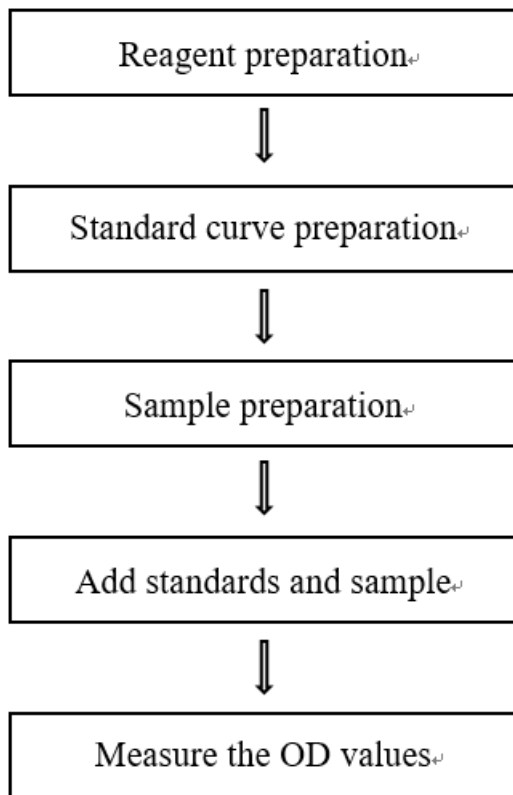 Reagent preparation
Standard curve preparation
Sample preparation
Add standards and sample
Measure the OD values